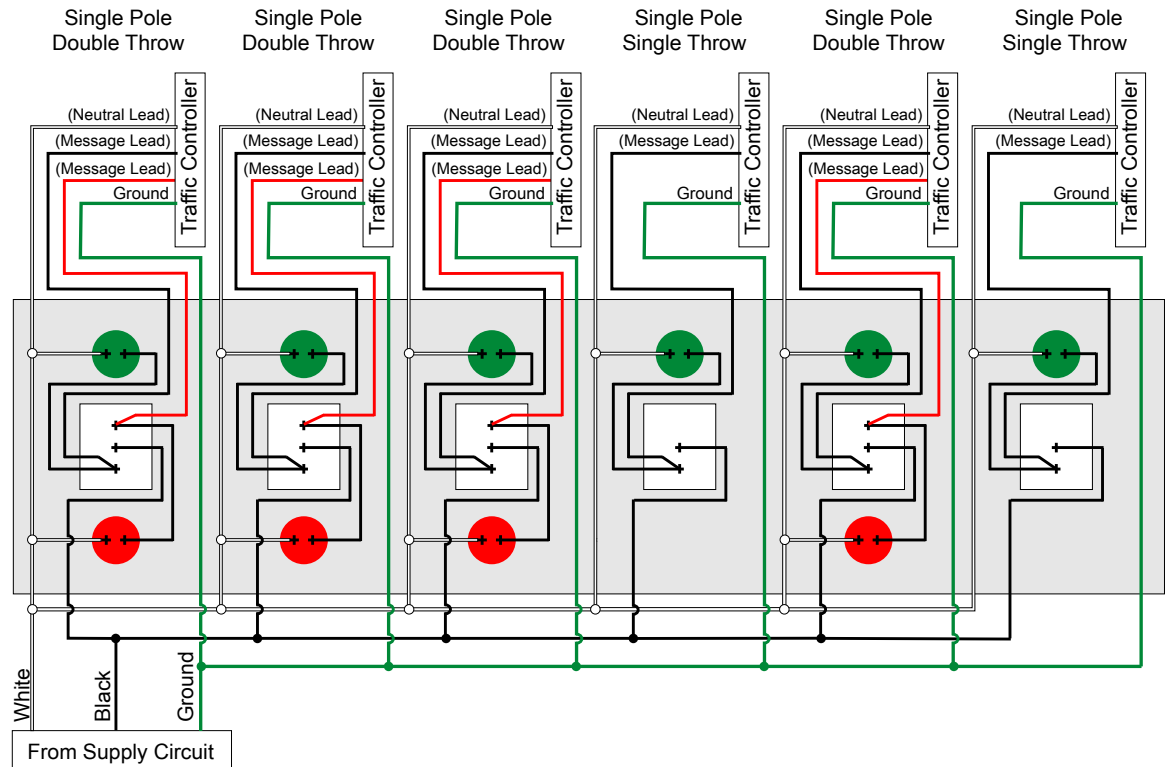 Single Pole
Double Throw
Single Pole
Double Throw
Single Pole
Double Throw
Single Pole
Single Throw
Single Pole
Double Throw
Single Pole
Single Throw
(Neutral Lead)
(Message Lead)
(Message Lead)
Ground
Traffic Controller
(Neutral Lead)
(Message Lead)
(Message Lead)
Ground
Traffic Controller
(Neutral Lead)
(Message Lead)
(Message Lead)
Ground
Traffic Controller
(Neutral Lead)
(Message Lead)
Ground
Traffic Controller
(Neutral Lead)
(Message Lead)
(Message Lead)
Ground
Traffic Controller
(Neutral Lead)
(Message Lead)
Ground
Traffic Controller
White
Black
Ground
From Supply Circuit